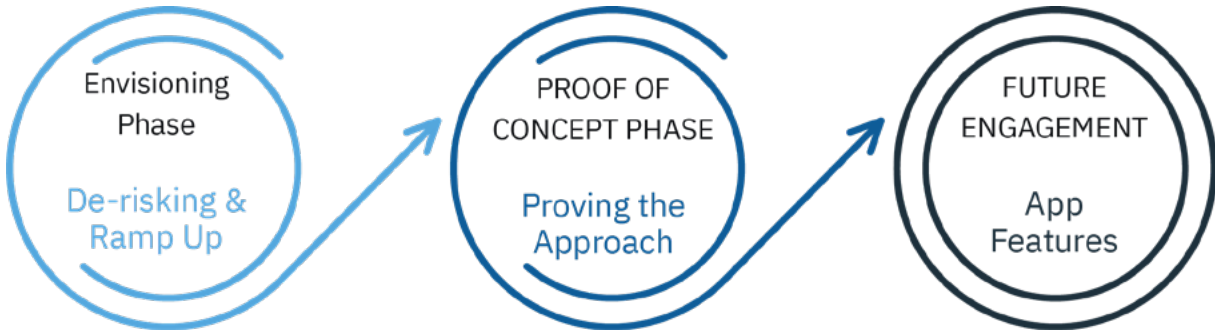 Envisioning
Phase
De-risking &
Ramp Up
PROOF OF
CONCEPT PHASE
Proving the
Approach
FUTURE
ENGAGEMENT
App
Features